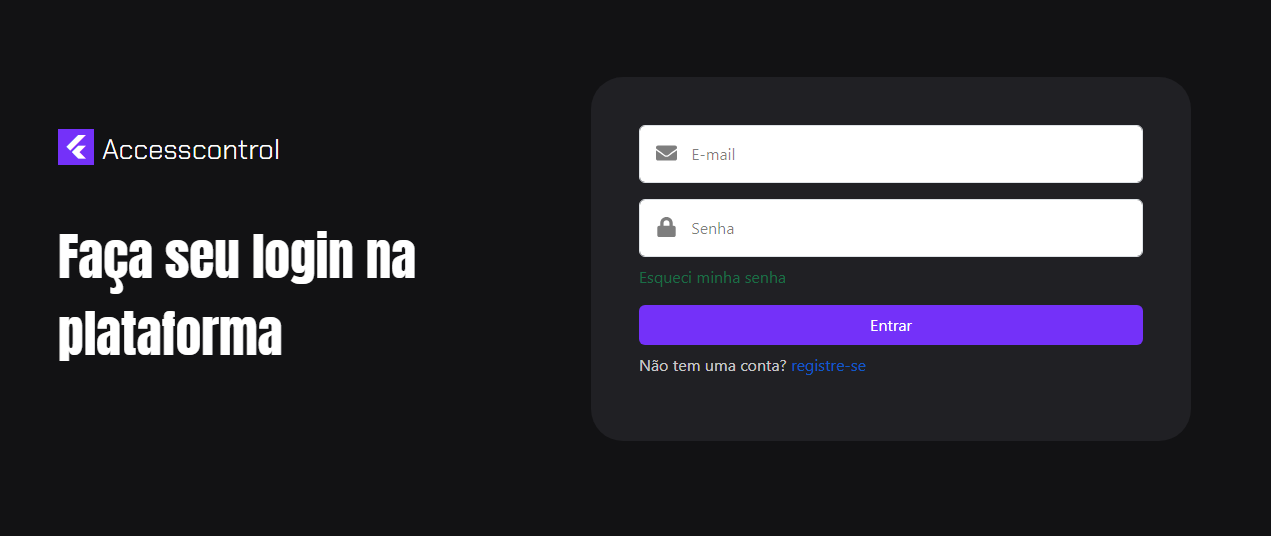 Accesscontrol
Faça seu login na
plataforma
E-mail
Senha
Esqueci minha senha
Entrar
Não tem uma conta? registre-se